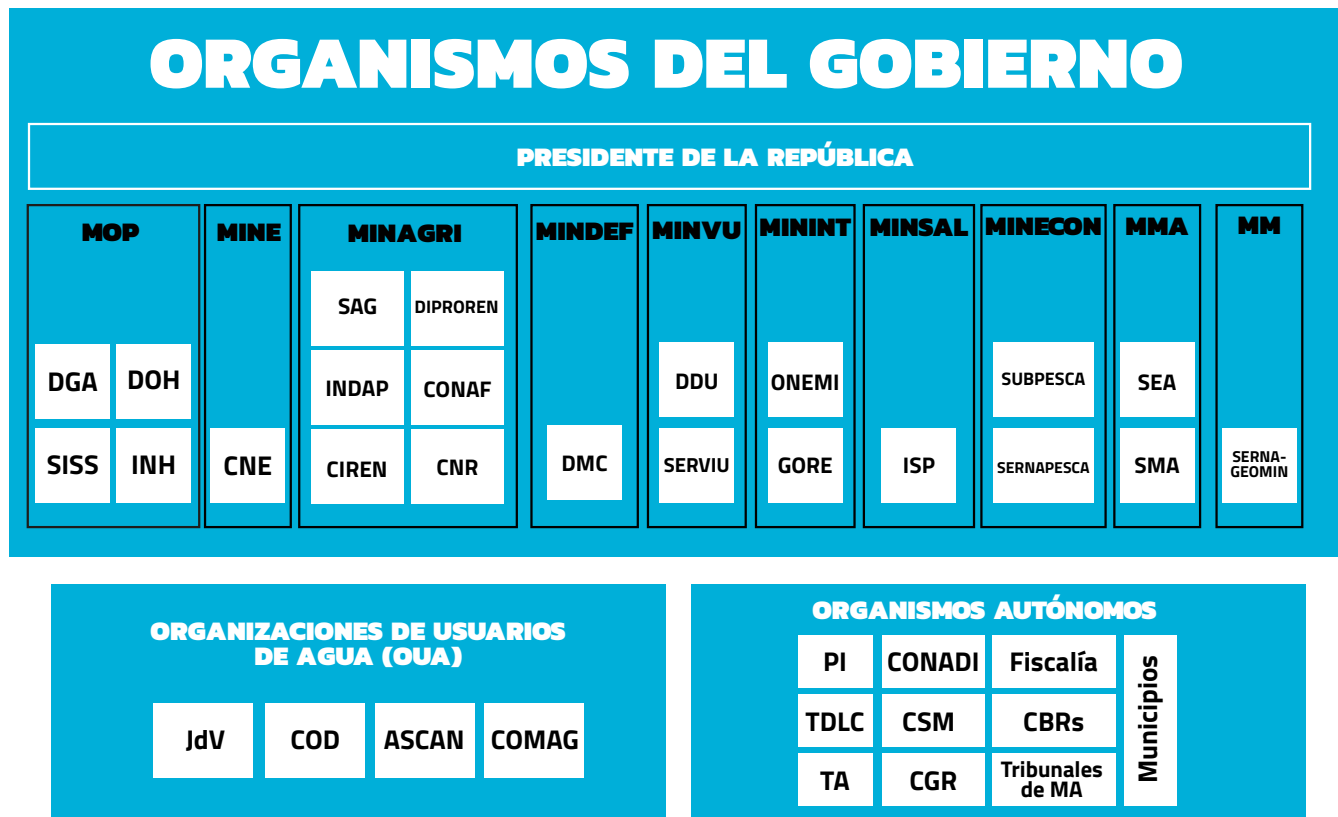 ORGANISMOS DEL GOBIERNO
PRESIDENTE DE LA REPÚBLICA
MOP
DGA
DOH
SISS
INH
MINE
CNE
MINAGRI
SAG
DIPROREN
INDAP
CONAF
CIREN
CNR
MINDEF
DMC
MINVU
DDU
SERVIU
MININT
ONEMI
GORE
MINSAL
ISP
MINECON
SUBPESCA
SERNAPESCA
MMA
SEA
SMA
MM
SERNA-
GEOMIN
ORGANIZACIONES DE USUARIOS
DE AGUA (OUA)
JdV
COD
ASCAN
COMAG
ORGANISMOS AUTÓNOMOS
PI
CONADI
Fiscalía
TDLC
CSM
CBRs
TA
CGR
Tribunales
de MA
Municipios